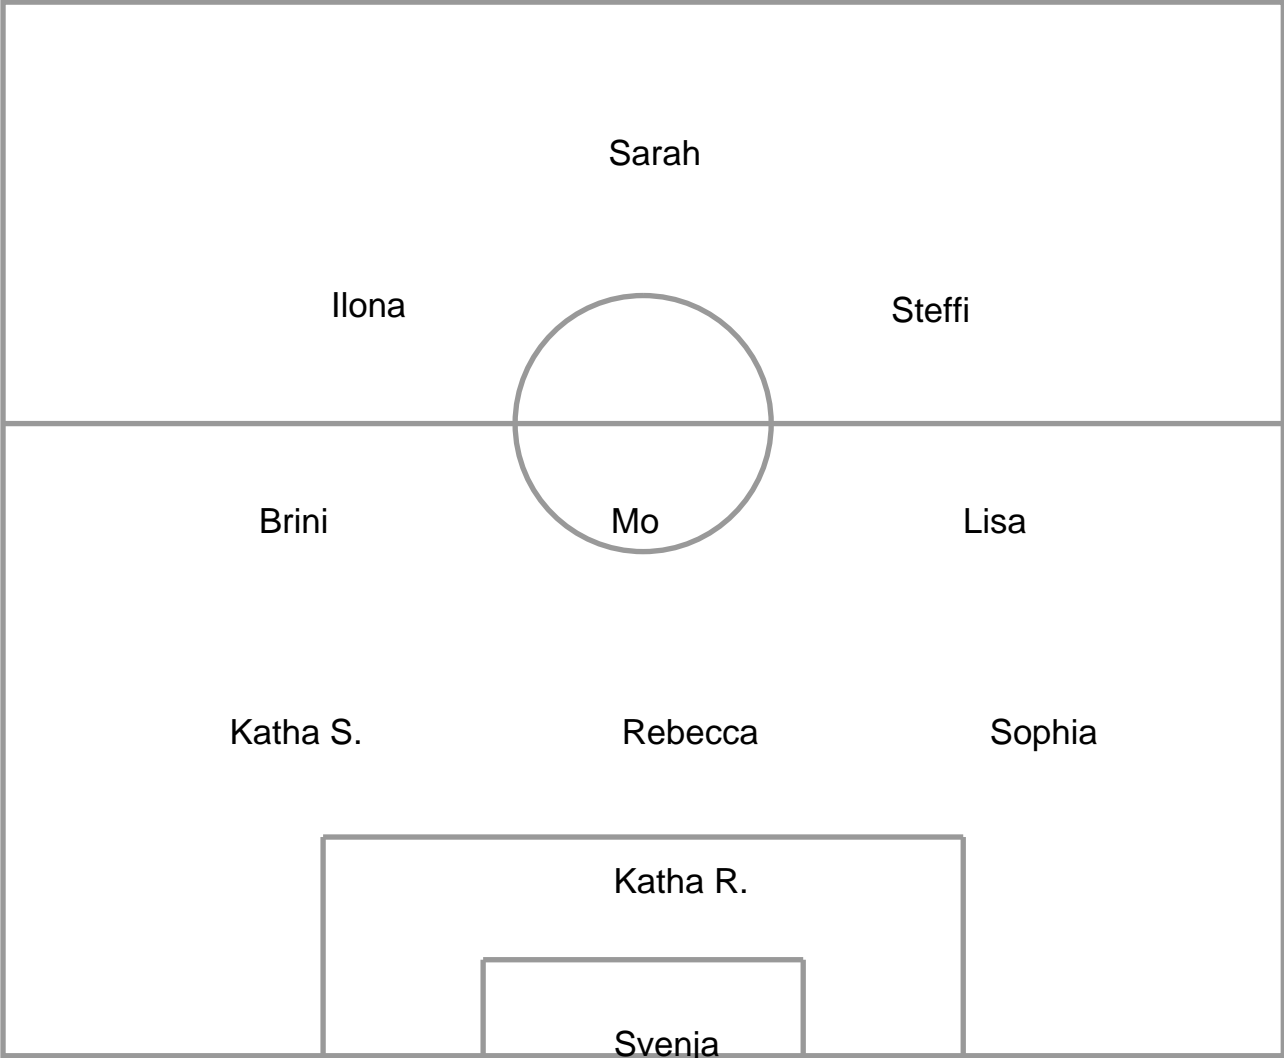 Sarah
Ilona
Steffi
Brini
Mo
Lisa
Katha S.
Rebecca
Sophia
Katha R.
Svenja